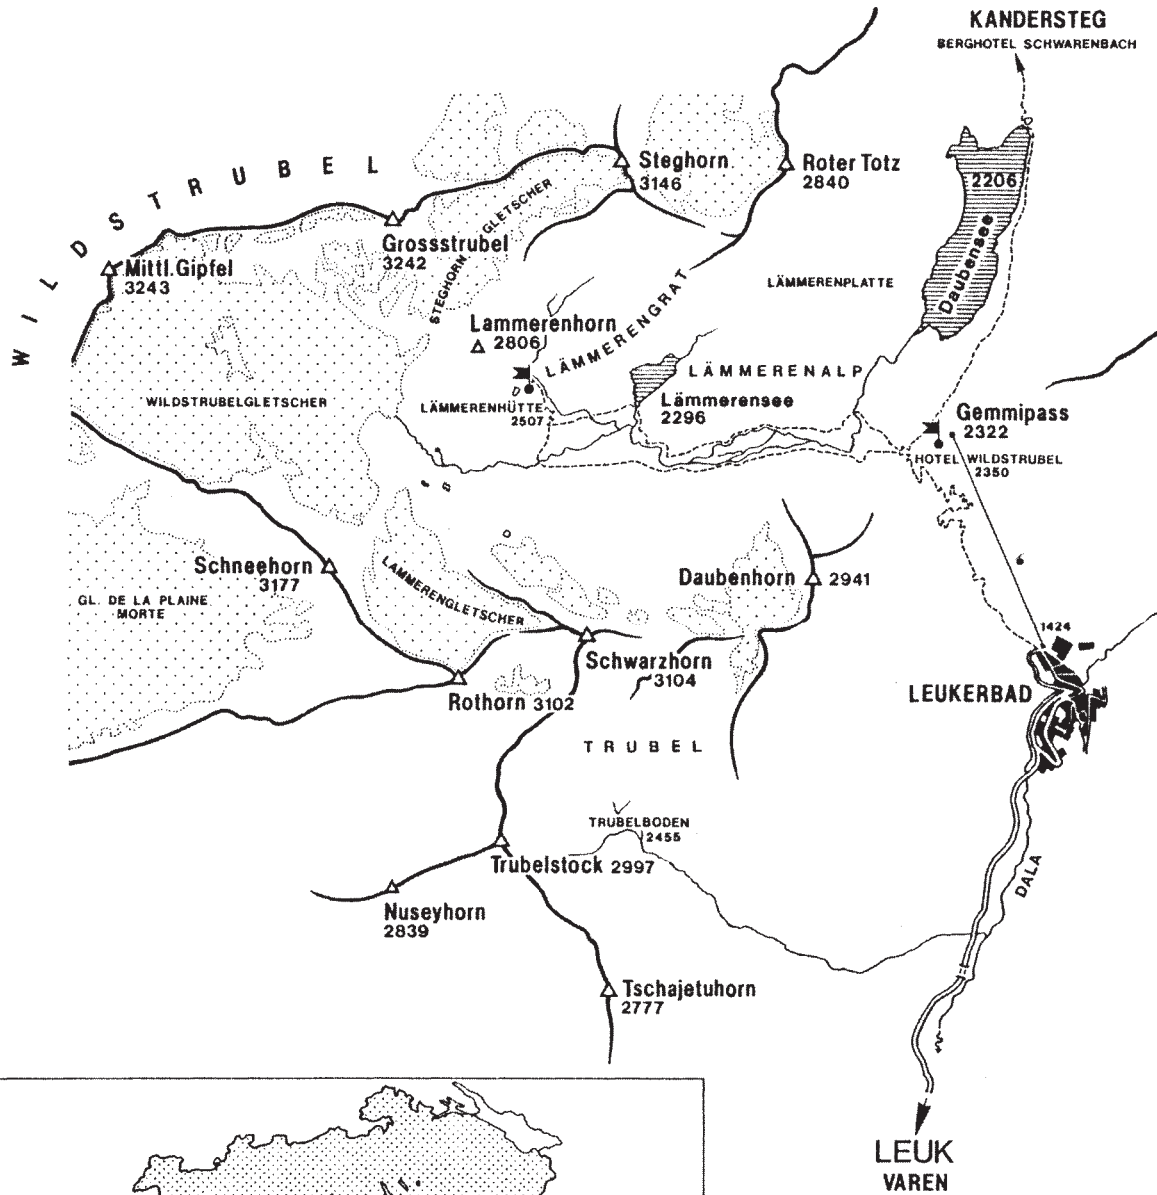 KANDERSTEG
BERGHOTEL SCHWARENBACH
WILDSTRUBEL
Steghorn
3146
Roter Totz
2840
2206
Daubensee
STEGHORN GLETSCHER
Grossstrubel
3242
Mittl.Gipfel
3243
LÄMMERENPLATTE
Lammerenhorn
2806
LÄMMERENGRAT
LÄMMERENALP
WILDSTRUBELGLETSCHER
LÄMMERENHÜTTE
2507
Lämmerensee
2296
Gemmipass
2322
HOTEL WILDSTRUBEL
2350
Schneehorn
3177
LAMMERENGLETSCHER
Daubenhorn
2941
GL. DE LA PLAINE
MORTE
1424
Schwarzhorn
3104
LEUKERBAD
Rothorn 3102
TRUBEL
TRUBELBODEN
2455
Trubelstock 2997
DALA
Nuseyhorn
2839
Tschajetuhorn
2777
LEUK
VAREN